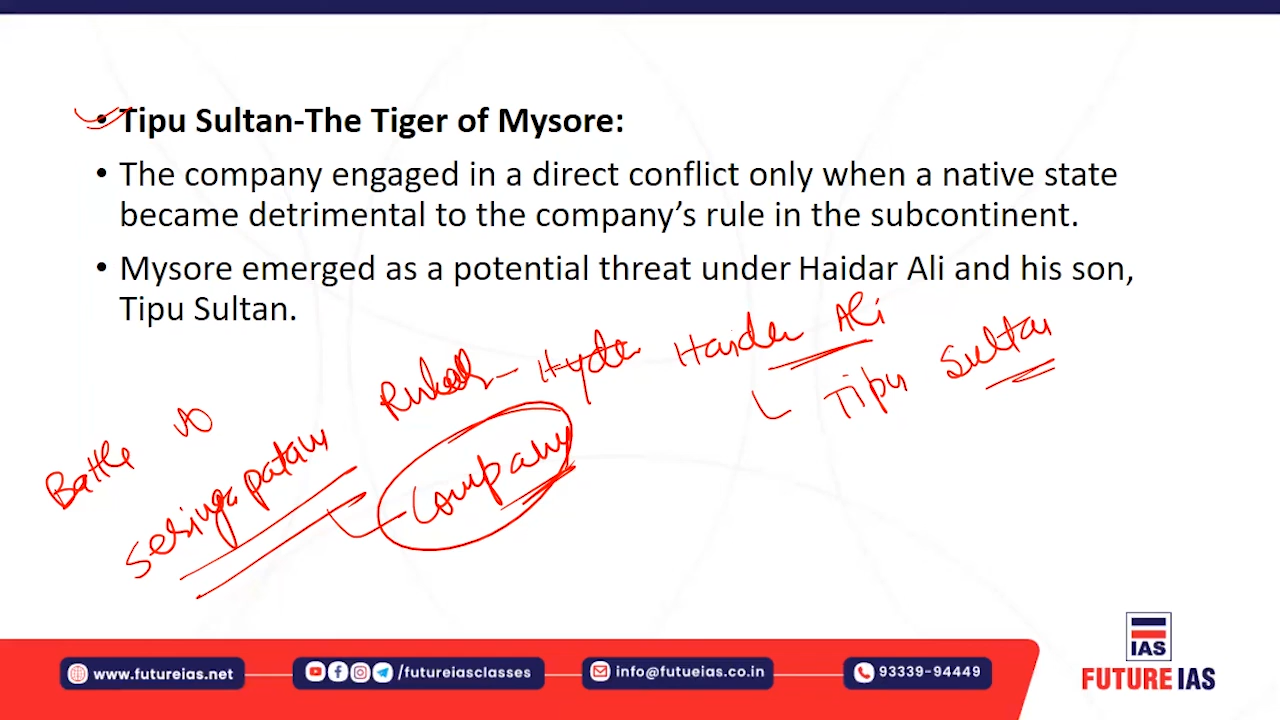 • Tipu Sultan-The Tiger of Mysore:
• The company engaged in a direct conflict only when a native state
became detrimental to the company's rule in the subcontinent.
• Mysore emerged as a potential threat under Haidar Ali and his son,
Tipu Sultan.
Haider Ali
Tipu Sultan
Battle
Seringapatam
Company
www.futureias.net
/futureiasclasses
info@futueias.co.in
93339-94449
IAS
FUTURE IAS